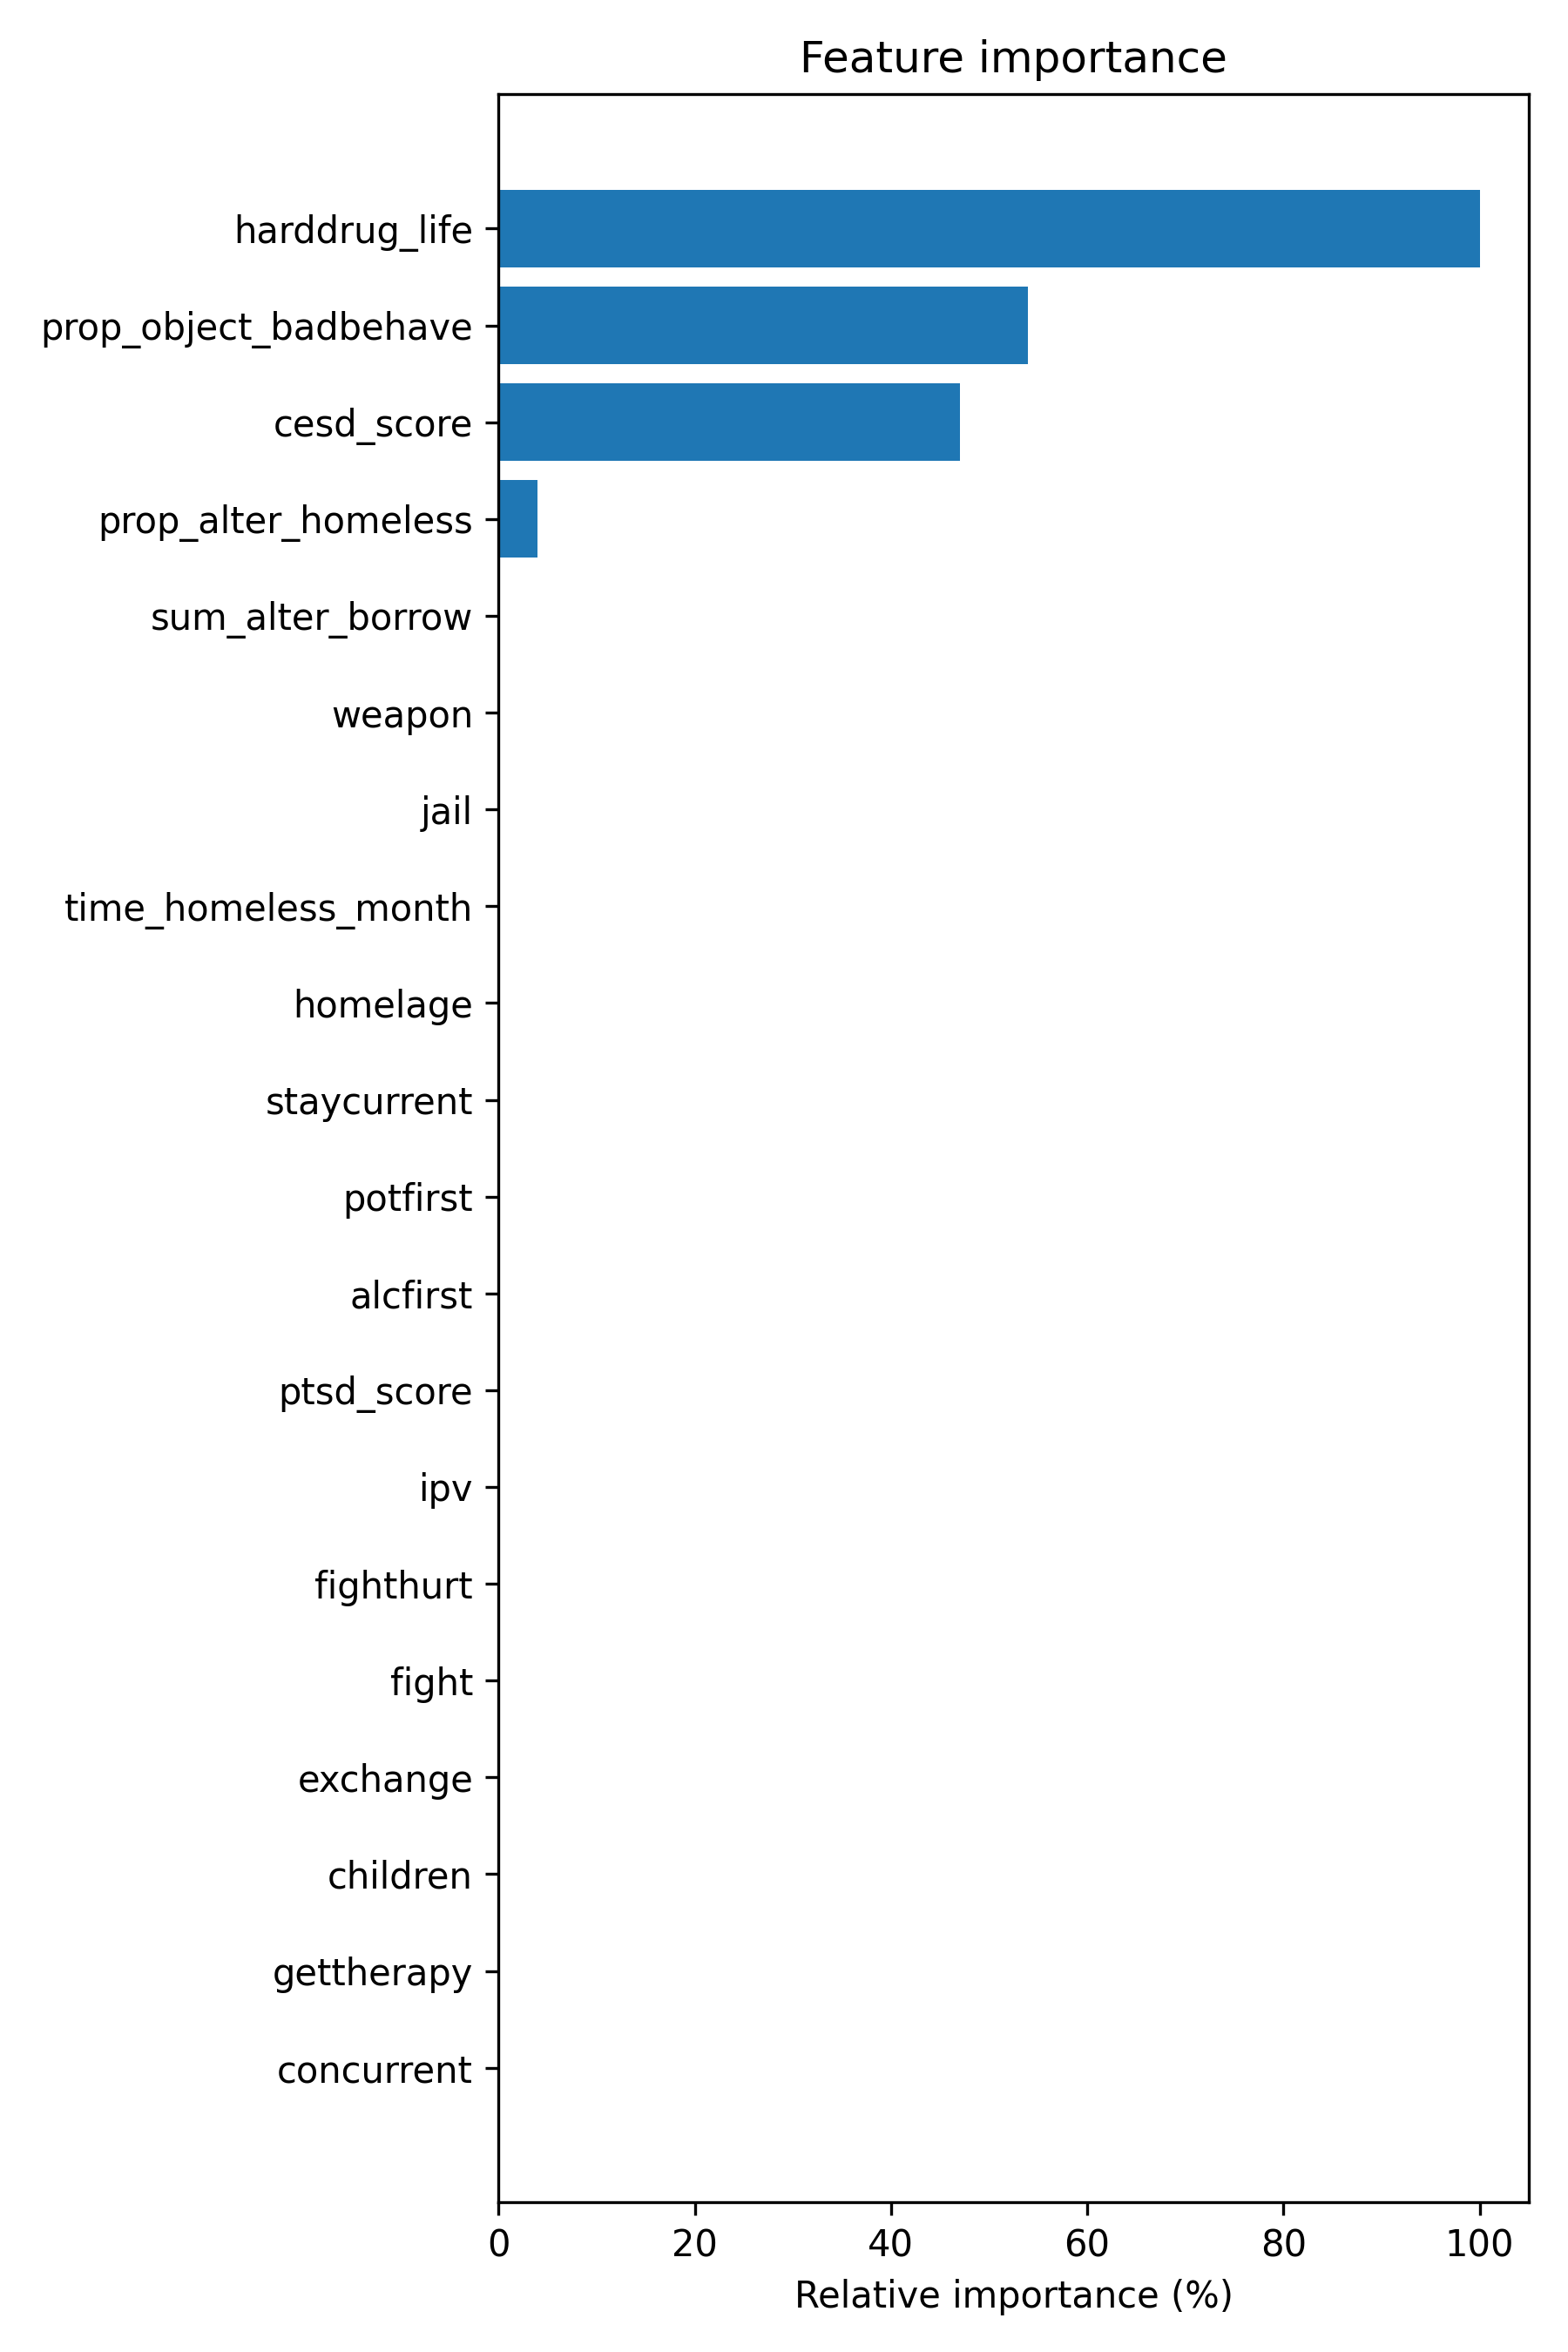 Feature importance
harddrug_life
prop_object_badbehave
cesd_score
prop_alter_homeless
sum_alter_borrow
weapon
jail
time_homeless_month
homelage
staycurrent
potfirst
alcfirst
ptsd_score
ipv
fighthurt
fight
exchange
children
gettherapy
concurrent
0 20 40 60 80 100
Relative importance (%)